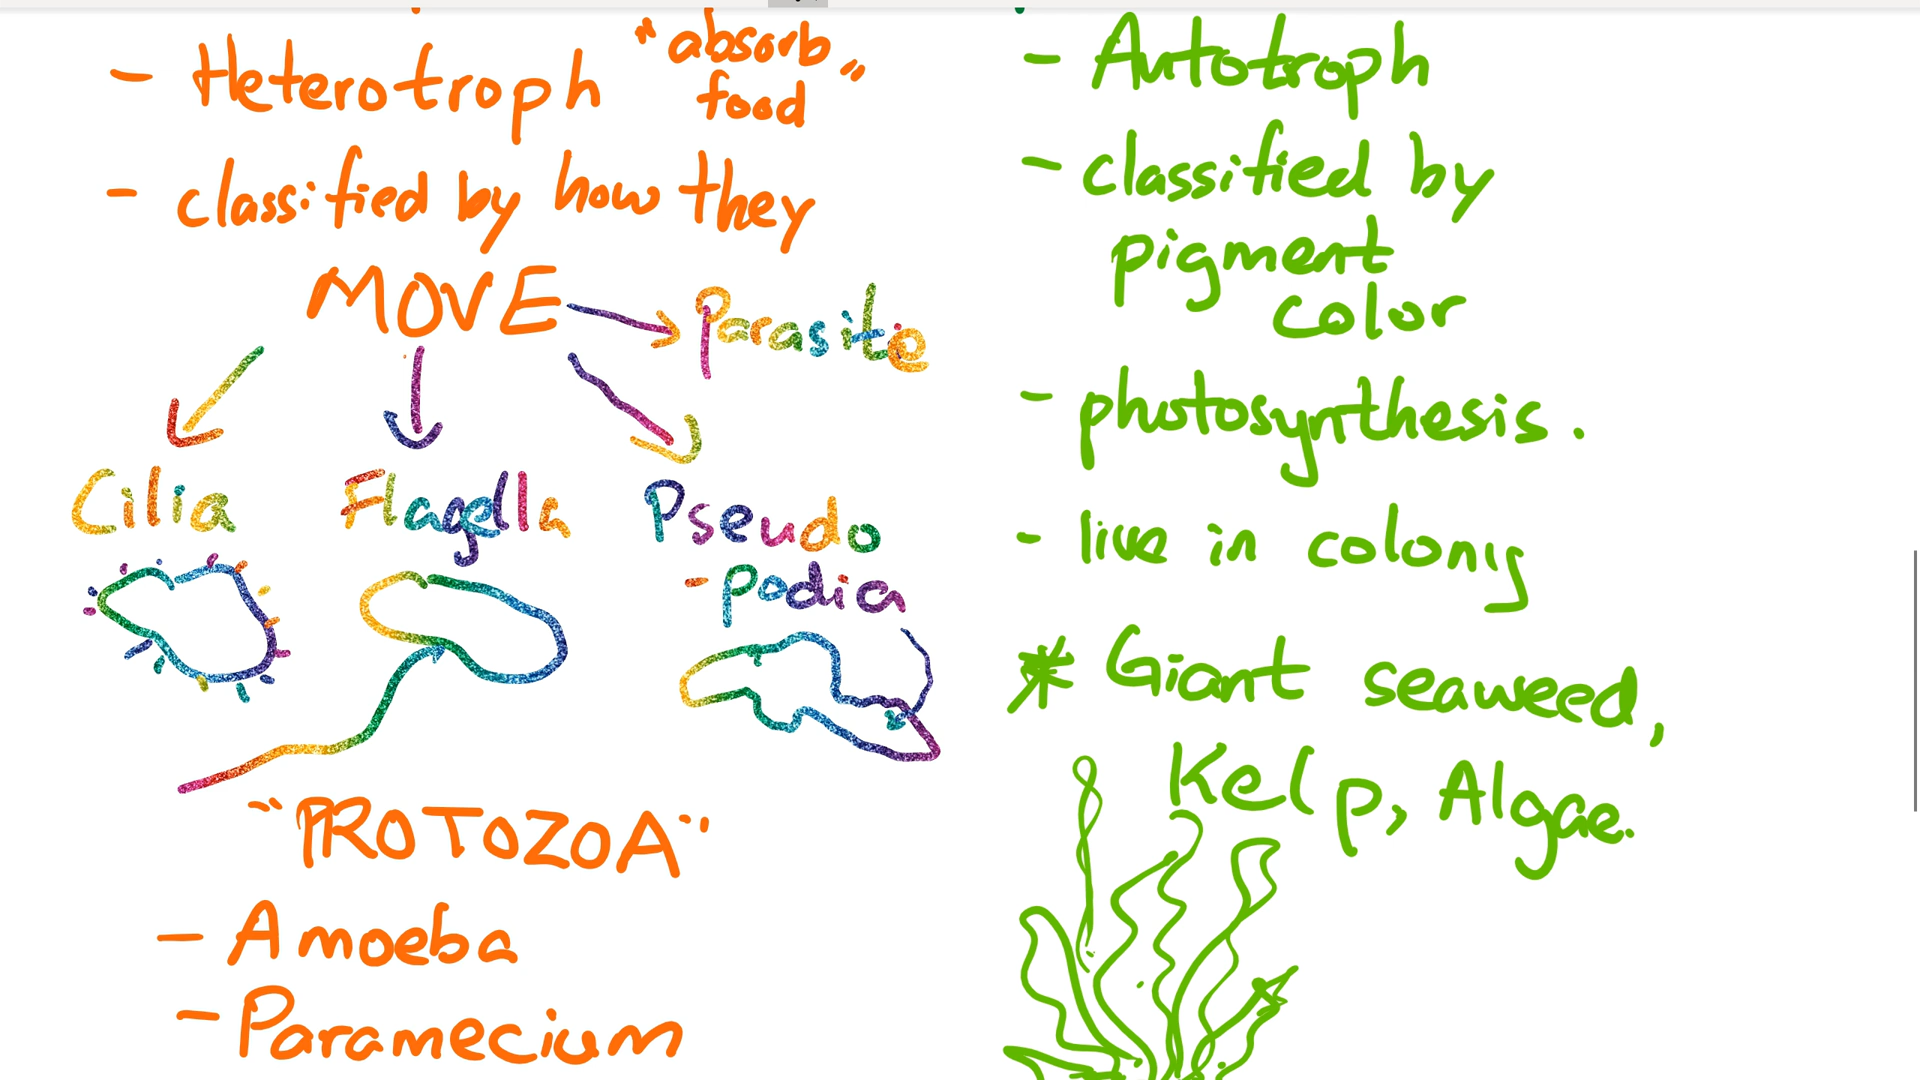 - Heterotroph "absorb food"
- classified by how they
MOVE
Parasite
Cilia
Flagella
Pseudo
-podia
"PROTOZOA"
- Amoeba
- Paramecium
- Autotroph
- classified by
pigment
color
- photosynthesis.
- live in colony
* Giant seaweed,
Kelp, Algae.